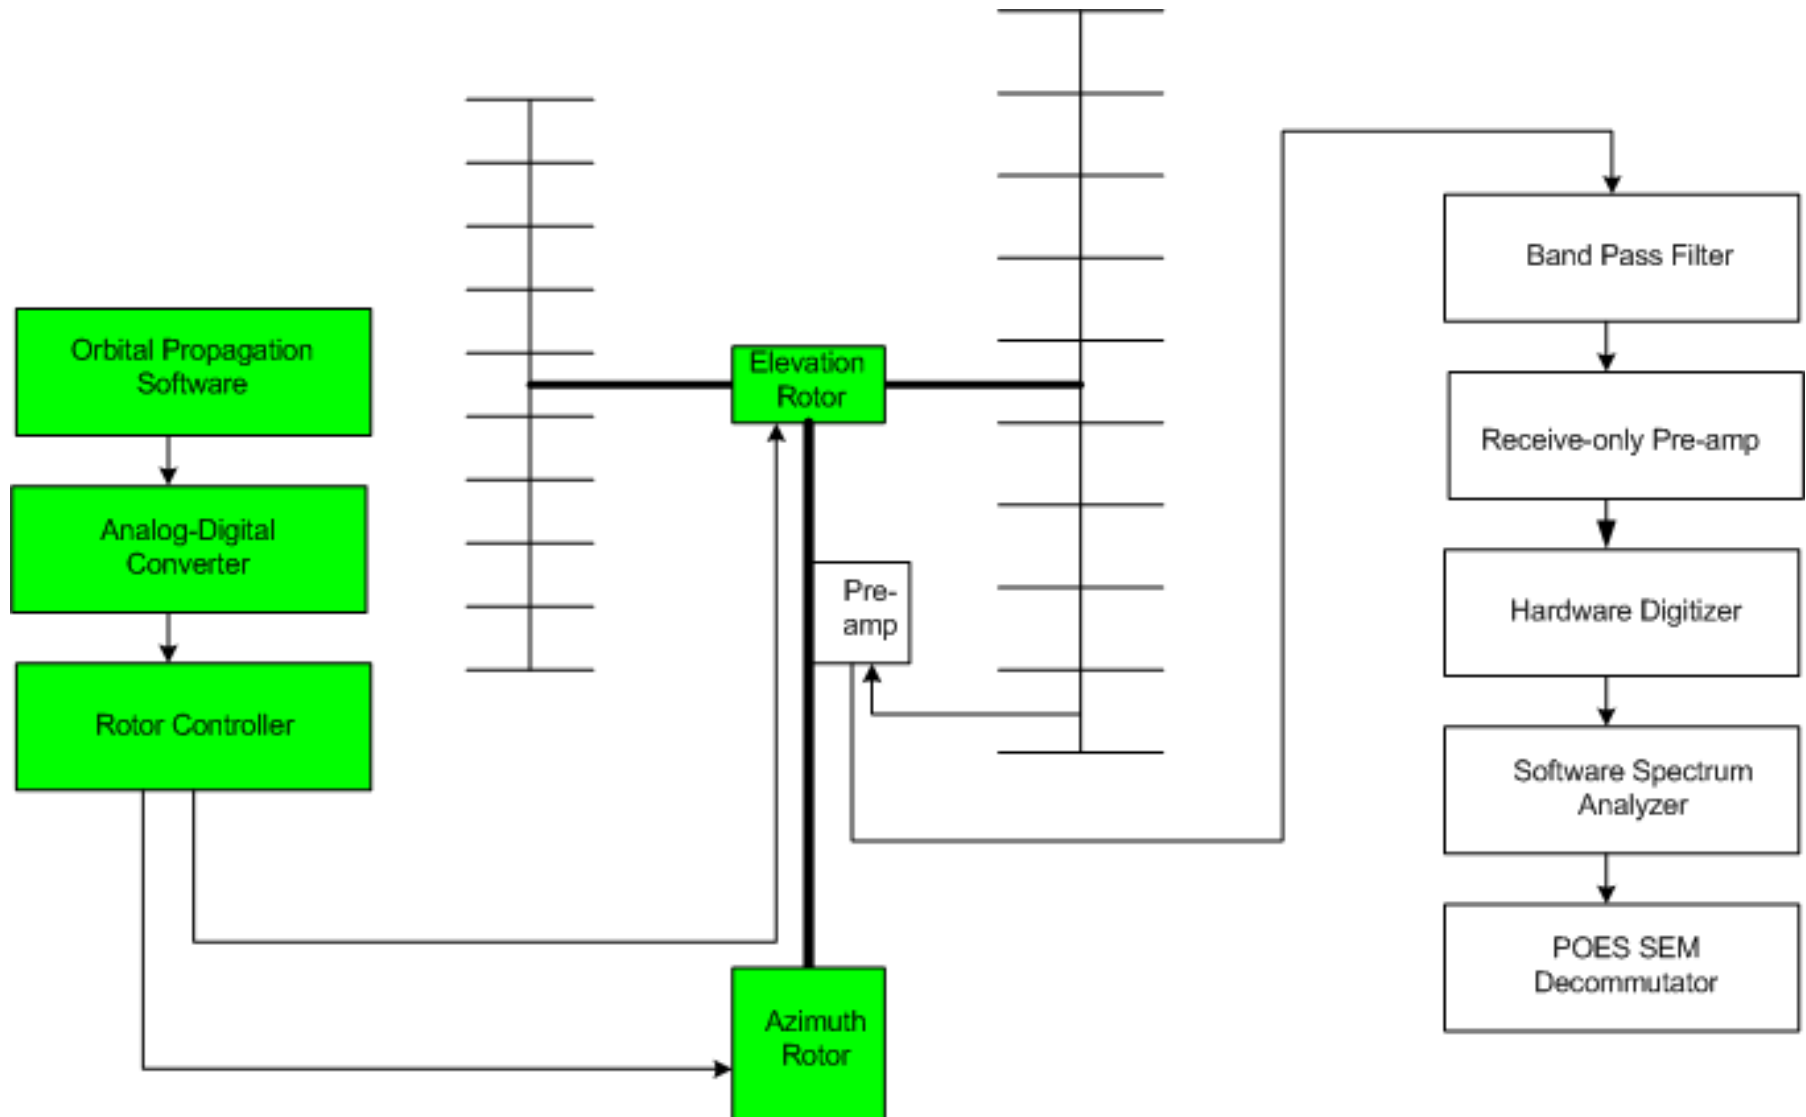 Orbital Propagation
Software
Analog-Digital
Converter
Rotor Controller
Elevation
Rotor
Pre-
amp
Azimuth
Rotor
Band Pass Filter
Receive-only Pre-amp
Hardware Digitizer
Software Spectrum
Analyzer
POES SEM
Decommutator